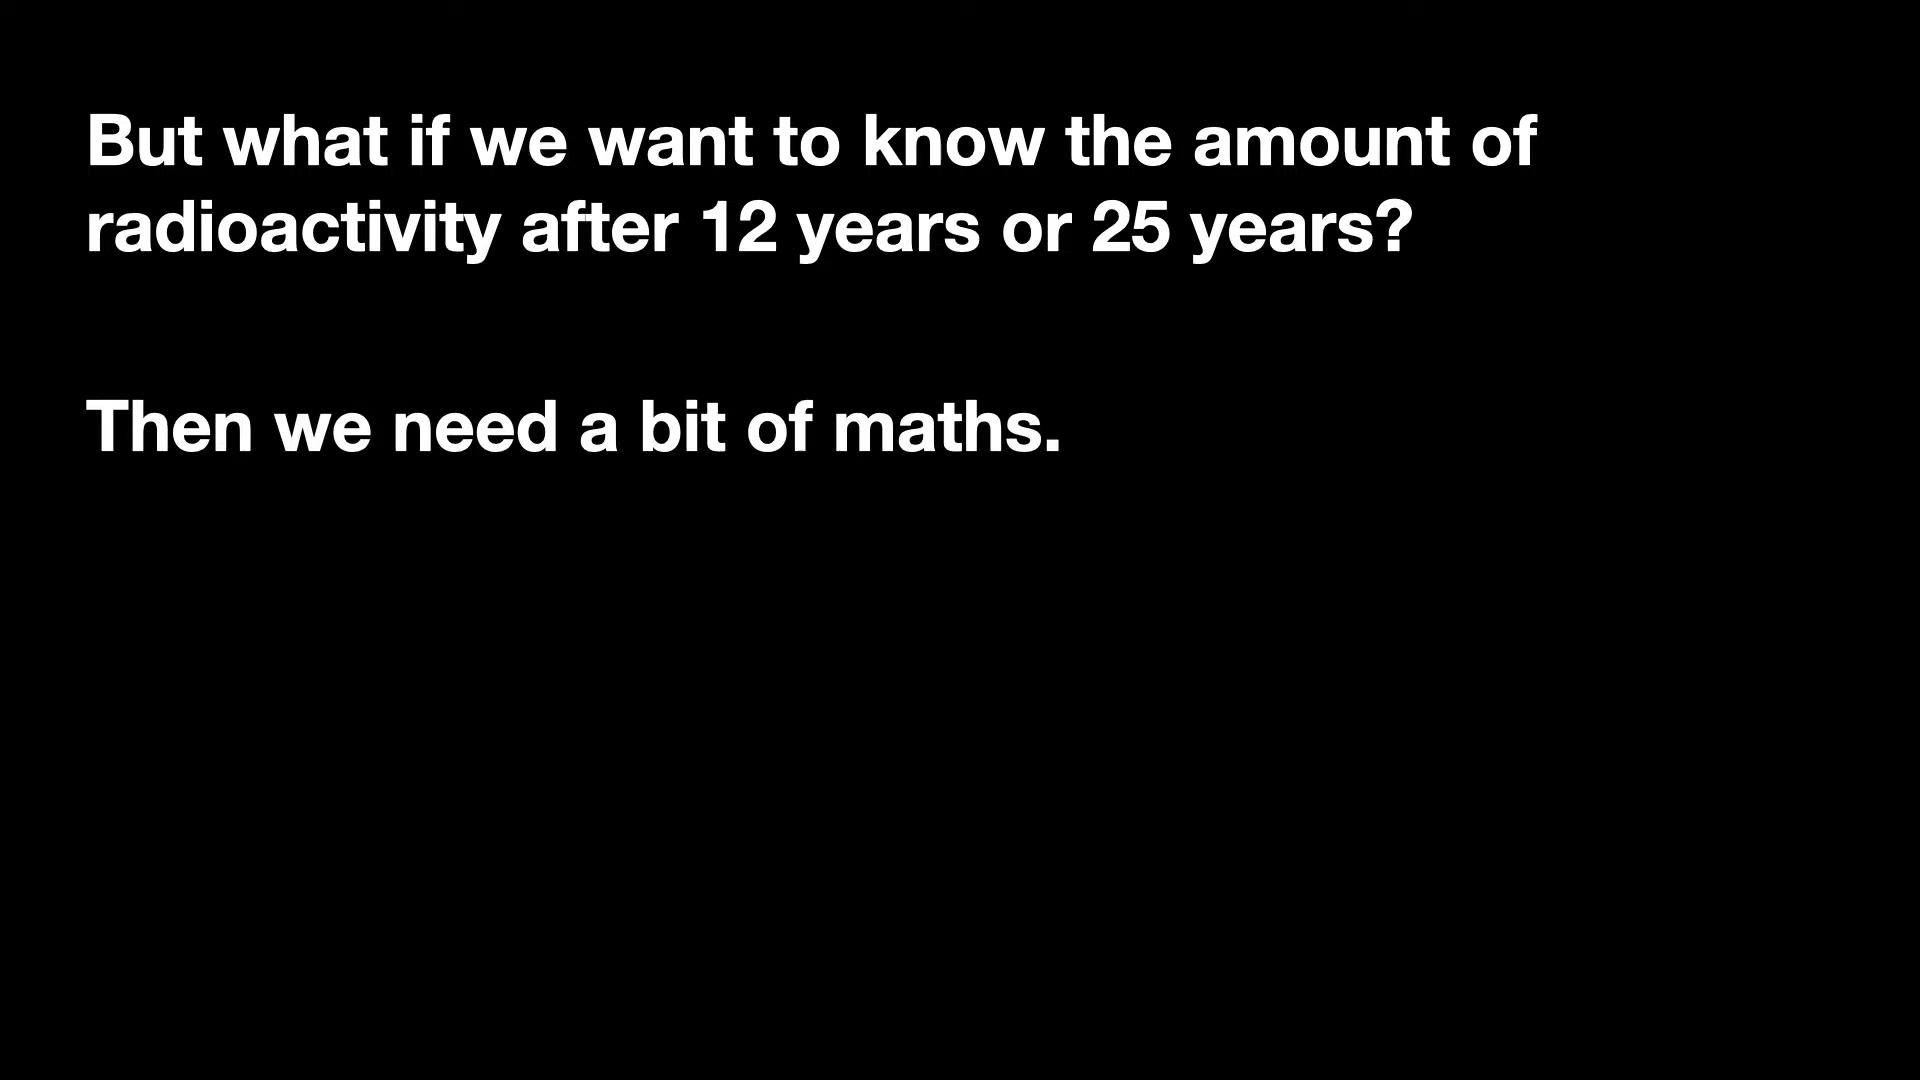 But what if we want to know the amount of
radioactivity after 12 years or 25 years?
Then we need a bit of maths.